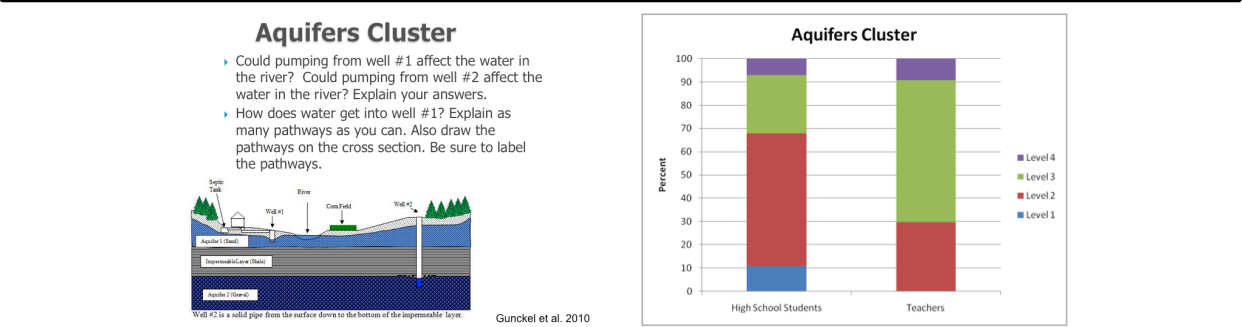 Aquifers Cluster
Could pumping from well #1 affect the water in
the river? Could pumping from well #2 affect the
water in the river? Explain your answers.
How does water get into well #1? Explain as
many pathways as you can. Also draw the
pathways on the cross section. Be sure to label
the pathways.
Septic
Tank
River
Well #1
Corn Field
Well #2
Aquifer 1 (Sand)
Impermeable Layer (Shale)
Aquifer 2 (Gravel)
Well #2 is a solid pipe from the surface down to the bottom of the impermeable layer.
Gunckel et al. 2010
Aquifers Cluster
Percent
100
90
80
70
60
50
40
30
20
10
0
High School Students
Teachers
Level 4
Level 3
Level 2
Level 1